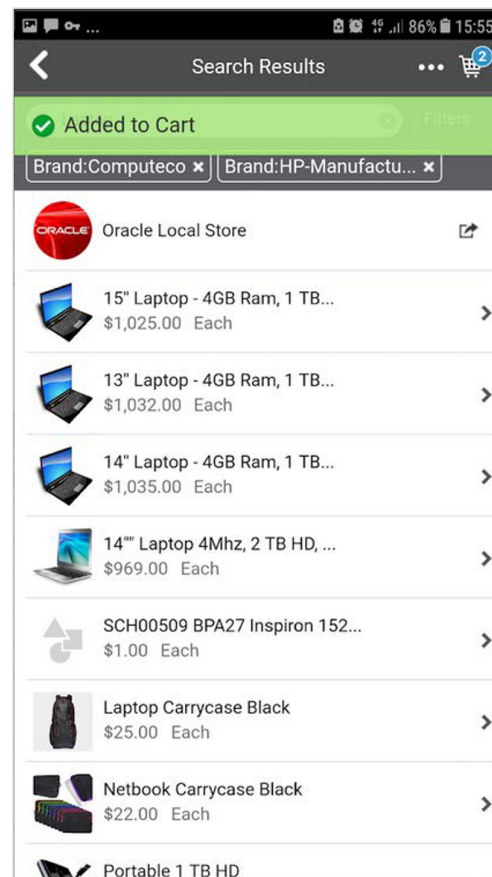 ... 4G 86% 15:55
Search Results ... 2
Added to Cart Filters
Brand:Computeco × Brand:HP-Manufactu... ×
ORACLE Oracle Local Store
15" Laptop - 4GB Ram, 1 TB...
$1,025.00 Each
13" Laptop - 4GB Ram, 1 TB...
$1,032.00 Each
14" Laptop - 4GB Ram, 1 TB...
$1,035.00 Each
14"" Laptop 4Mhz, 2 TB HD, ...
$969.00 Each
SCH00509 BPA27 Inspiron 152...
$1.00 Each
Laptop Carrycase Black
$25.00 Each
Netbook Carrycase Black
$22.00 Each
Portable 1 TB HD